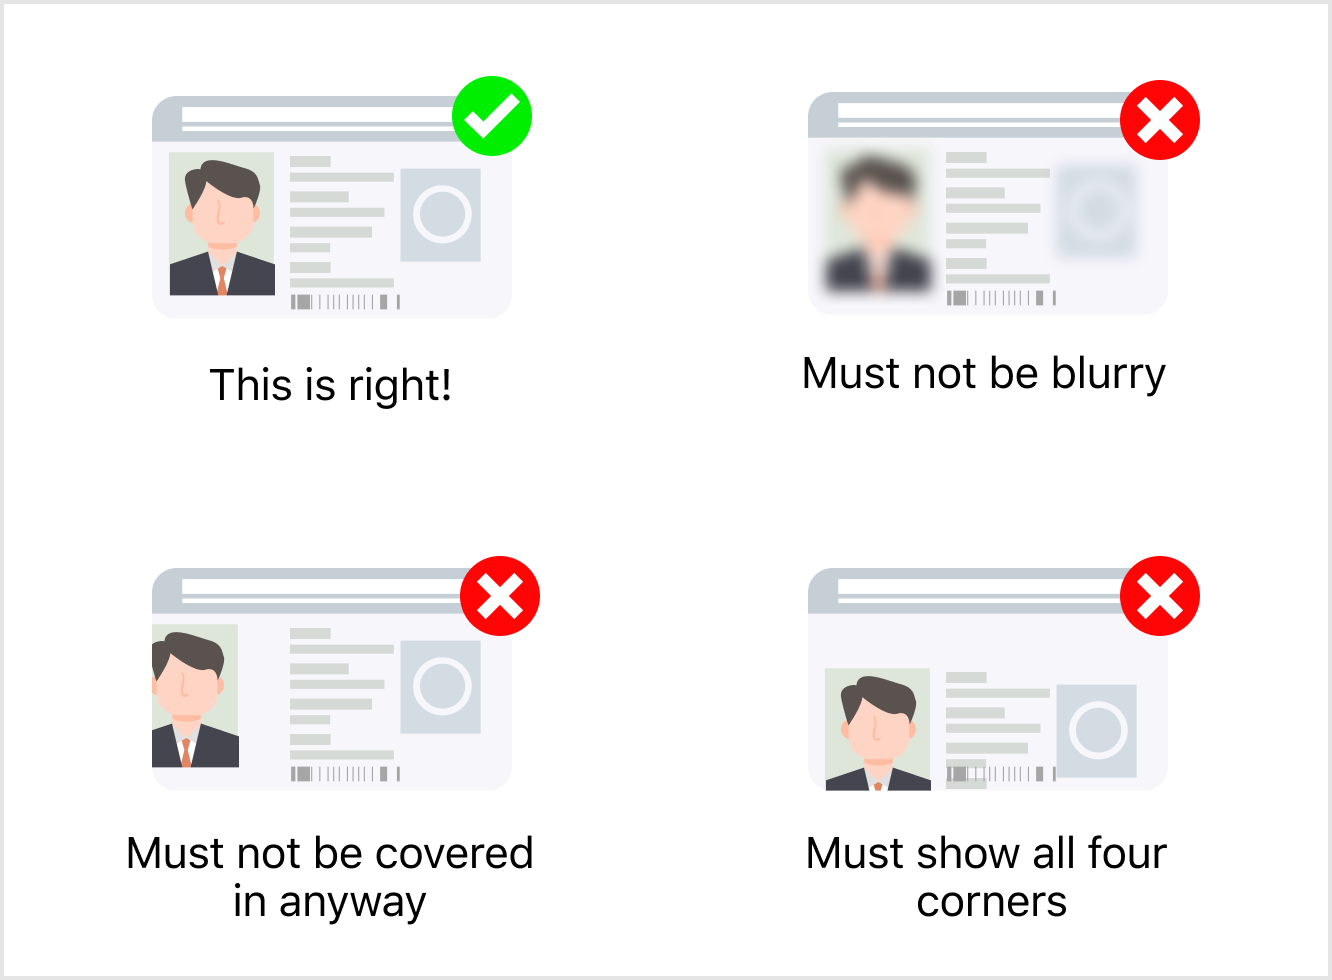 This is right!
Must not be blurry
Must not be covered
in anyway
Must show all four
corners